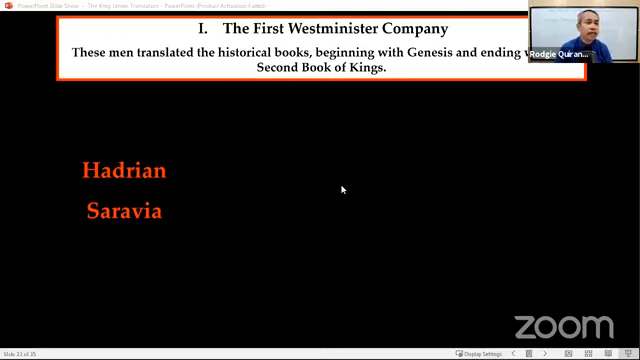 PowerPoint Slide Show - The King James Translators - PowerPoint (Product Activation Failed)
I. The First Westminister Company
These men translated the historical books, beginning with Genesis and ending
Second Book of Kings.
Rodgie Quiran...
Hadrian
Saravia
zoom
Slide 23 of 35
Display Settings